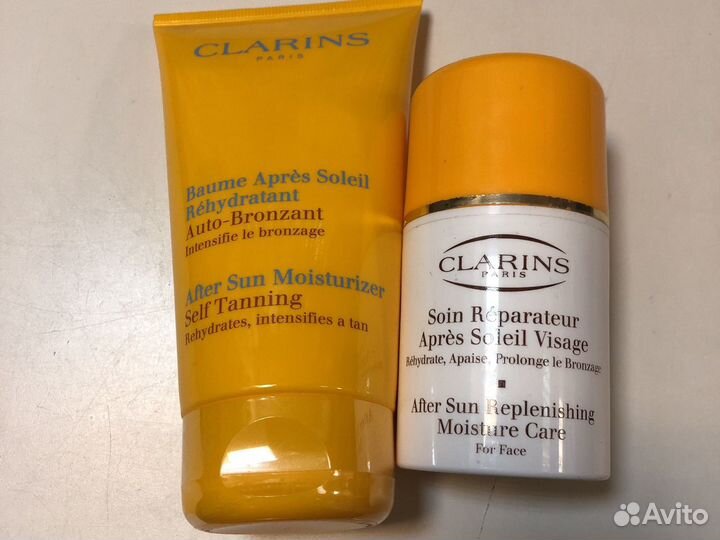 CLARINS
PARIS
Baume Après Soleil
Réhydratant
Auto-Bronzant
Intensifie le bronzage
After Sun Moisturizer
Self Tanning
Rehydrates, intensifies a tan
CLARINS
PARIS
Soin Réparateur
Après Soleil Visage
Réhydrate, Apaise, Prolonge le Bronzage
After Sun Replenishing
Moisture Care
For Face
Avito